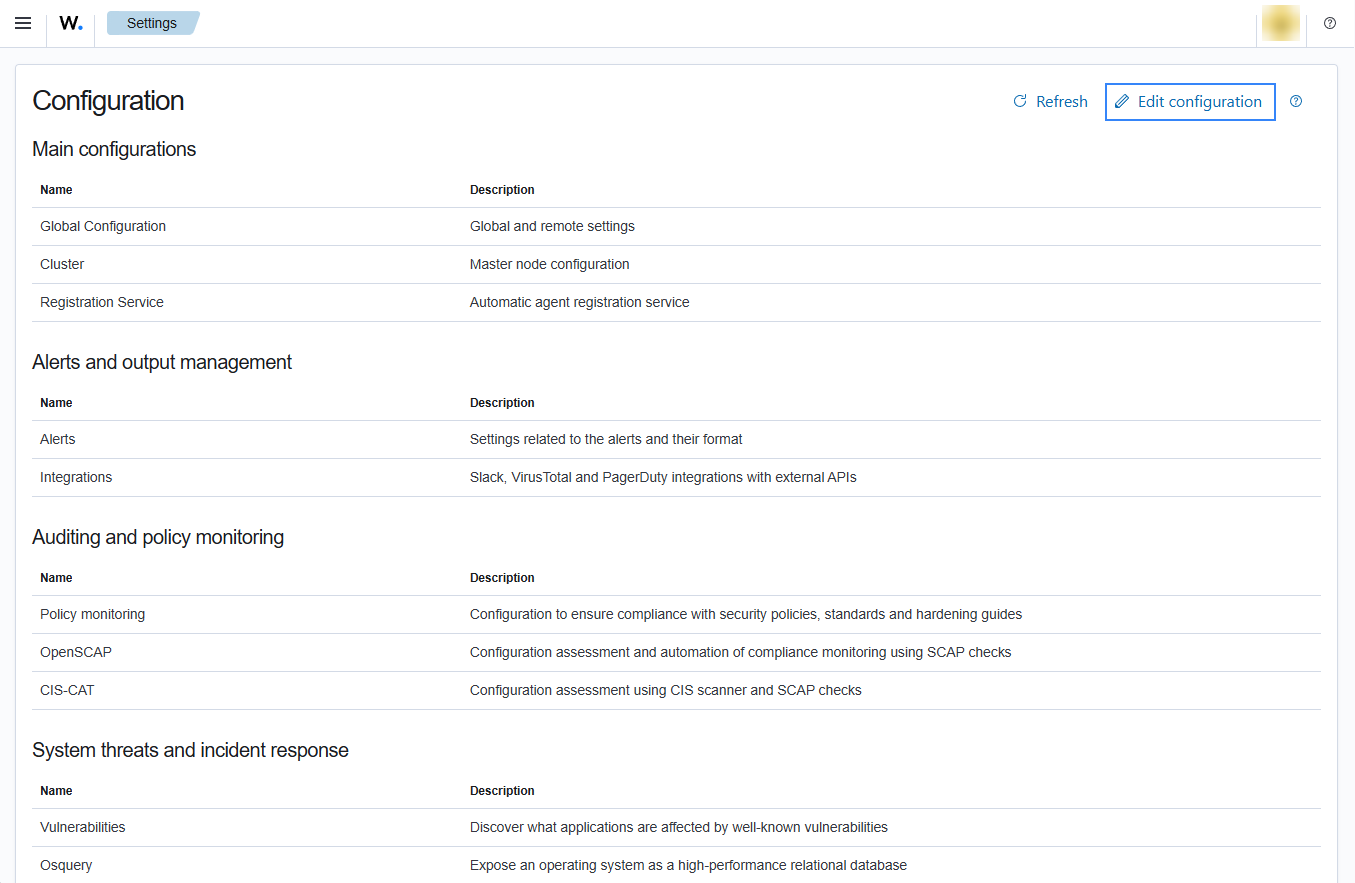 W. Settings
Configuration Refresh Edit configuration
Main configurations
Name Description
Global Configuration Global and remote settings
Cluster Master node configuration
Registration Service Automatic agent registration service
Alerts and output management
Name Description
Alerts Settings related to the alerts and their format
Integrations Slack, VirusTotal and PagerDuty integrations with external APIs
Auditing and policy monitoring
Name Description
Policy monitoring Configuration to ensure compliance with security policies, standards and hardening guides
OpenSCAP Configuration assessment and automation of compliance monitoring using SCAP checks
CIS-CAT Configuration assessment using CIS scanner and SCAP checks
System threats and incident response
Name Description
Vulnerabilities Discover what applications are affected by well-known vulnerabilities
Osquery Expose an operating system as a high-performance relational database